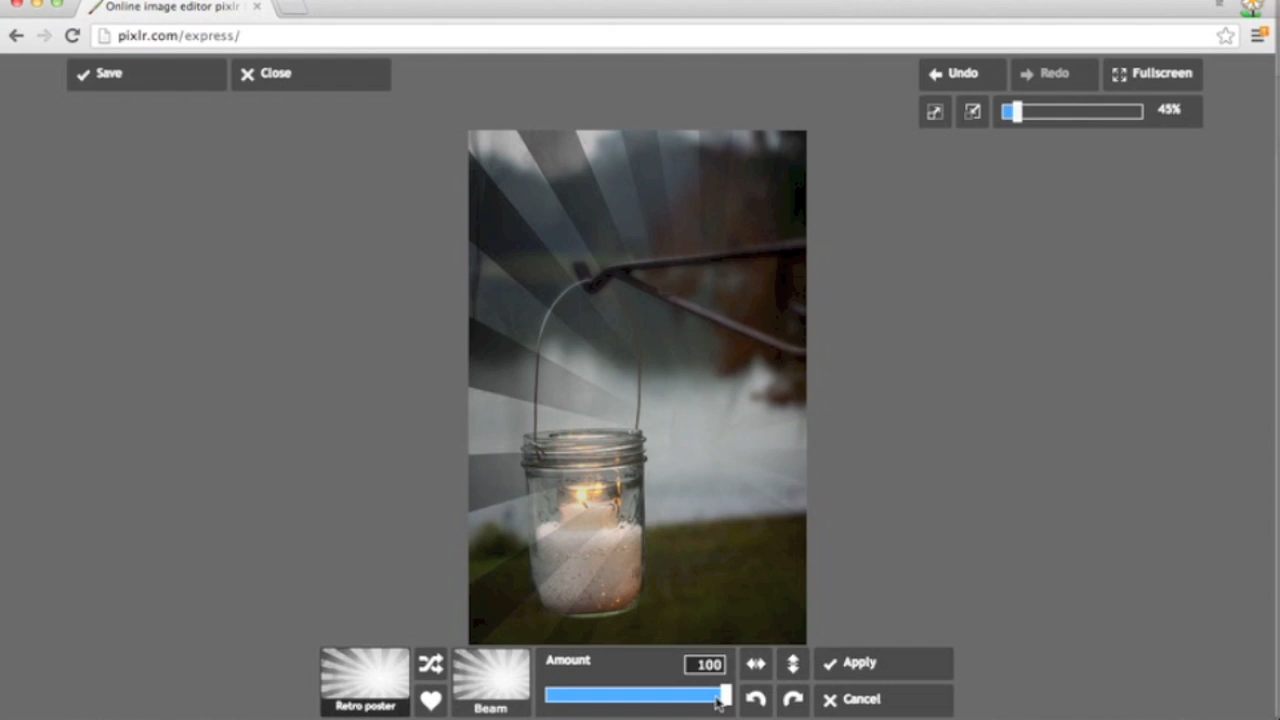 Online image editor pixlr
pixlr.com/express/
Save
Close
Undo
Redo
Fullscreen
45%
Retro poster
Beam
Amount
100
Apply
Cancel